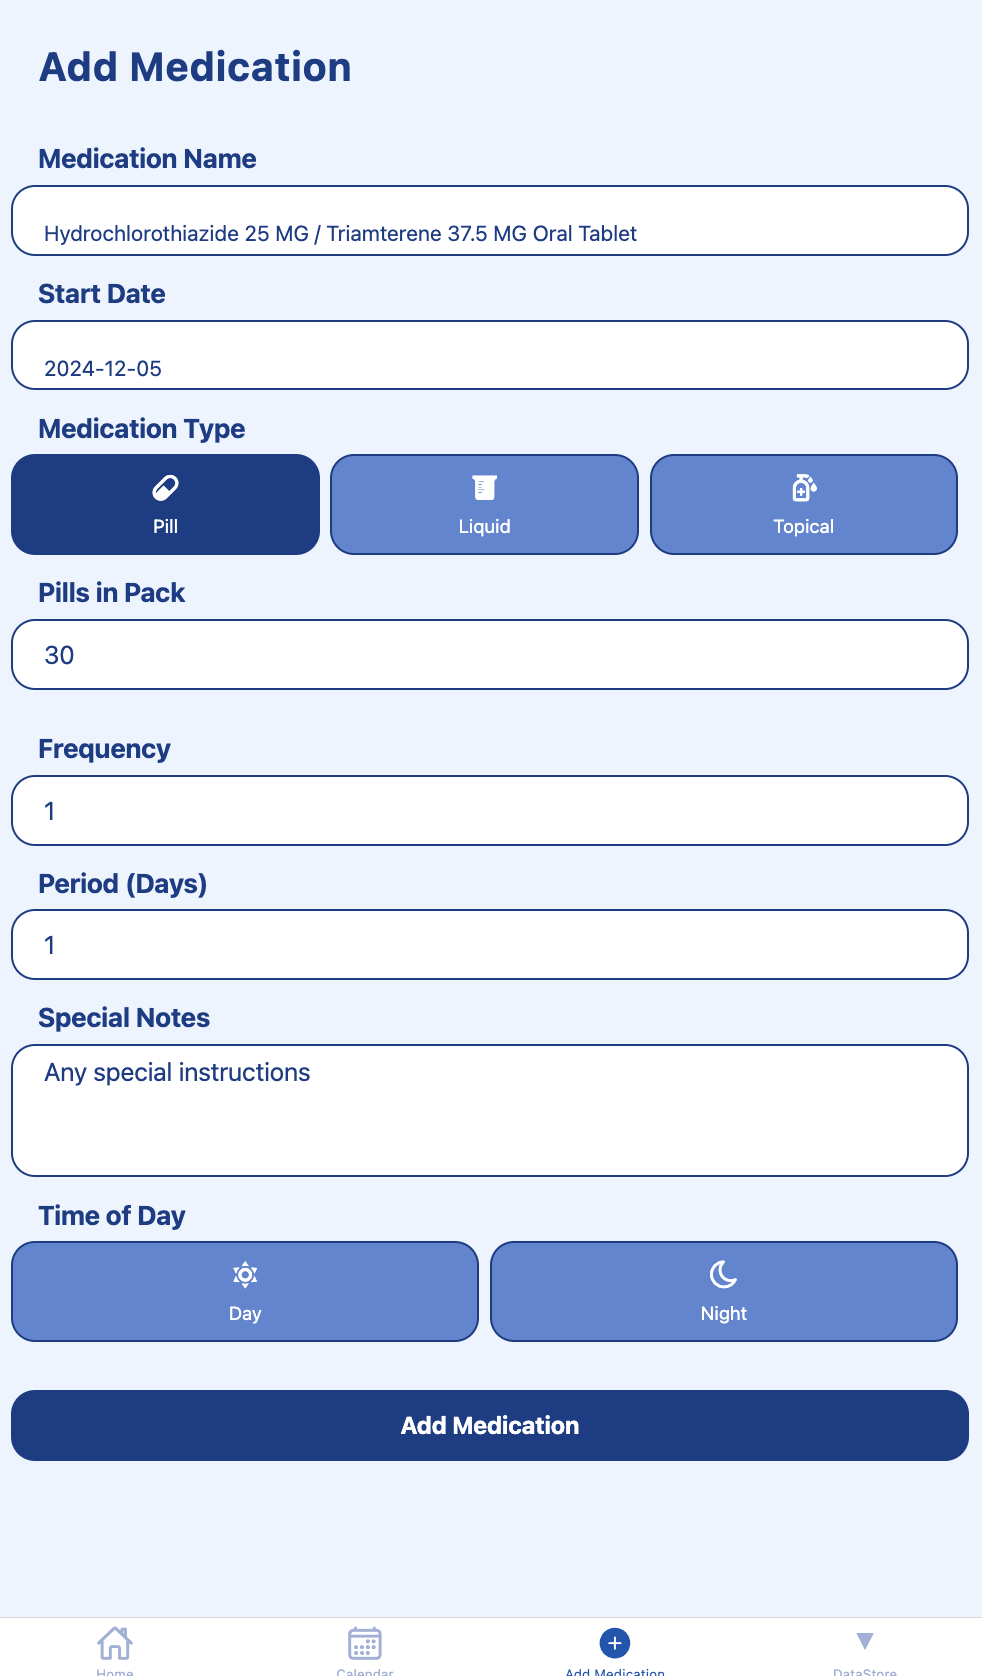 Add Medication
Medication Name
Hydrochlorothiazide 25 MG / Triamterene 37.5 MG Oral Tablet
Start Date
2024-12-05
Medication Type
Pill
Liquid
Topical
Pills in Pack
30
Frequency
1
Period (Days)
1
Special Notes
Any special instructions
Time of Day
Day
Night
Add Medication
Home
Calendar
Add Medication
DataStore